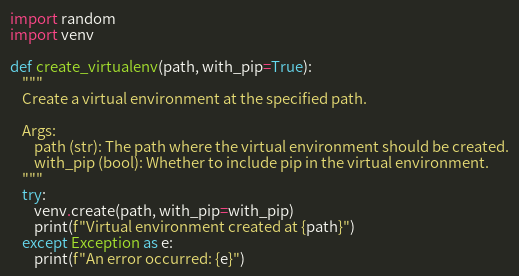 import random
import venv

def create_virtualenv(path, with_pip=True):
    """
    Create a virtual environment at the specified path.

    Args:
        path (str): The path where the virtual environment should be created.
        with_pip (bool): Whether to include pip in the virtual environment.
    """
    try:
        venv.create(path, with_pip=with_pip)
        print(f"Virtual environment created at {path}")
    except Exception as e:
        print(f"An error occurred: {e}")